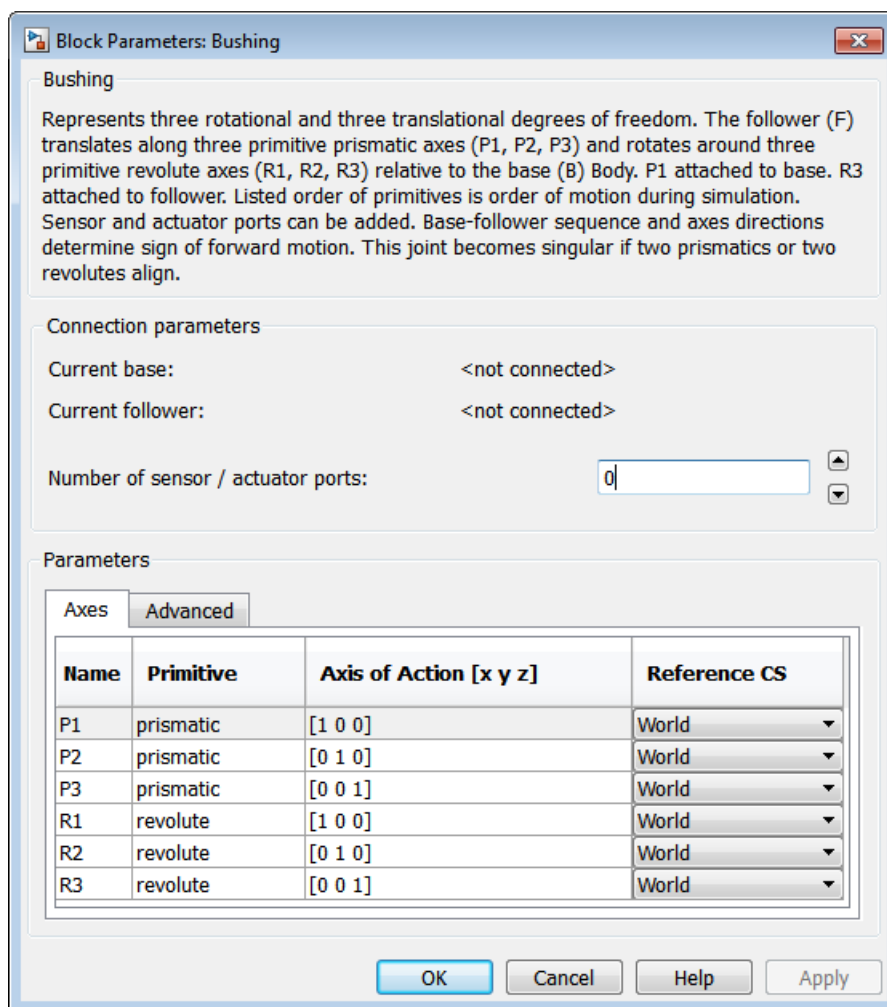 Block Parameters: Bushing
Bushing
Represents three rotational and three translational degrees of freedom. The follower (F)
translates along three primitive prismatic axes (P1, P2, P3) and rotates around three
primitive revolute axes (R1, R2, R3) relative to the base (B) Body. P1 attached to base. R3
attached to follower. Listed order of primitives is order of motion during simulation.
Sensor and actuator ports can be added. Base-follower sequence and axes directions
determine sign of forward motion. This joint becomes singular if two prismatics or two
revolutes align.
Connection parameters
Current base: <not connected>
Current follower: <not connected>
Number of sensor / actuator ports: 0
Parameters
Axes Advanced
Name Primitive Axis of Action [x y z] Reference CS
P1 prismatic [1 0 0] World
P2 prismatic [0 1 0] World
P3 prismatic [0 0 1] World
R1 revolute [1 0 0] World
R2 revolute [0 1 0] World
R3 revolute [0 0 1] World
OK Cancel Help Apply